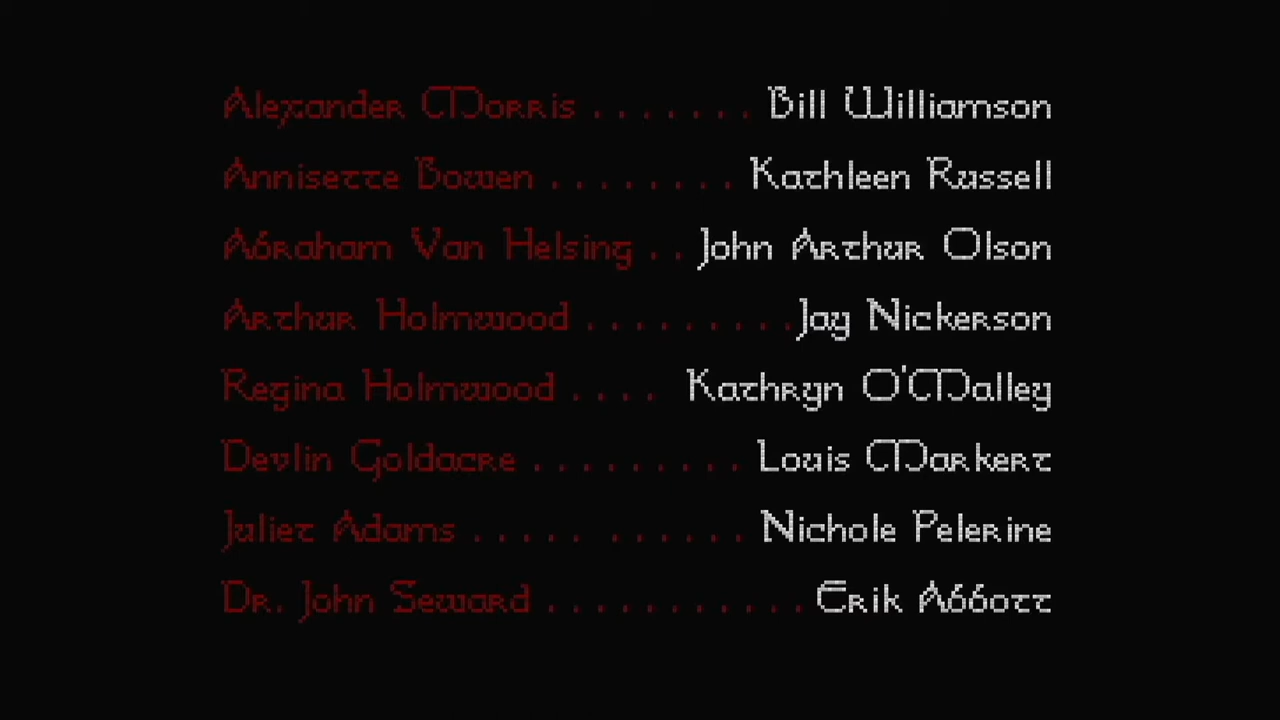 Alexander Morris . . . . . . . Bill Williamson
Annisette Bowen . . . . . . . . Kathleen Russell
Abraham Van Helsing . . John Arthur Olson
Arthur Holmwood . . . . . . . . . Jay Nickerson
Regina Holmwood . . . . Kathryn O'Malley
Devlin Goldacre . . . . . . . . . Louis Markert
Juliet Adams . . . . . . . . . . . Nichole Pelerine
Dr. John Seward . . . . . . . . . . . Erik Abbott